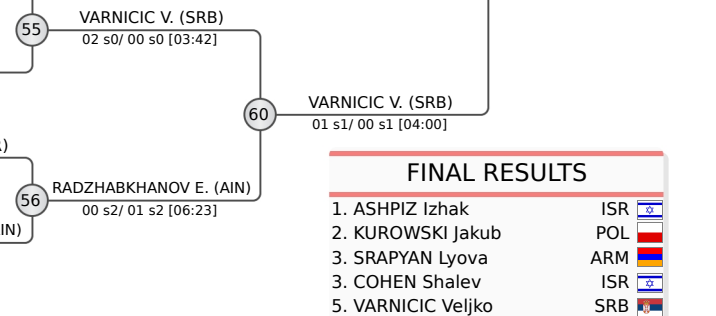 55
VARNICIC V. (SRB)
02 s0/ 00 s0 [03:42]
60
VARNICIC V. (SRB)
01 s1/ 00 s1 [04:00]
)
56
RADZHABKHANOV E. (AIN)
00 s2/ 01 s2 [06:23]
IN)
FINAL RESULTS
1. ASHPIZ Izhak ISR
2. KUROWSKI Jakub POL
3. SRAPYAN Lyova ARM
3. COHEN Shalev ISR
5. VARNICIC Veljko SRB